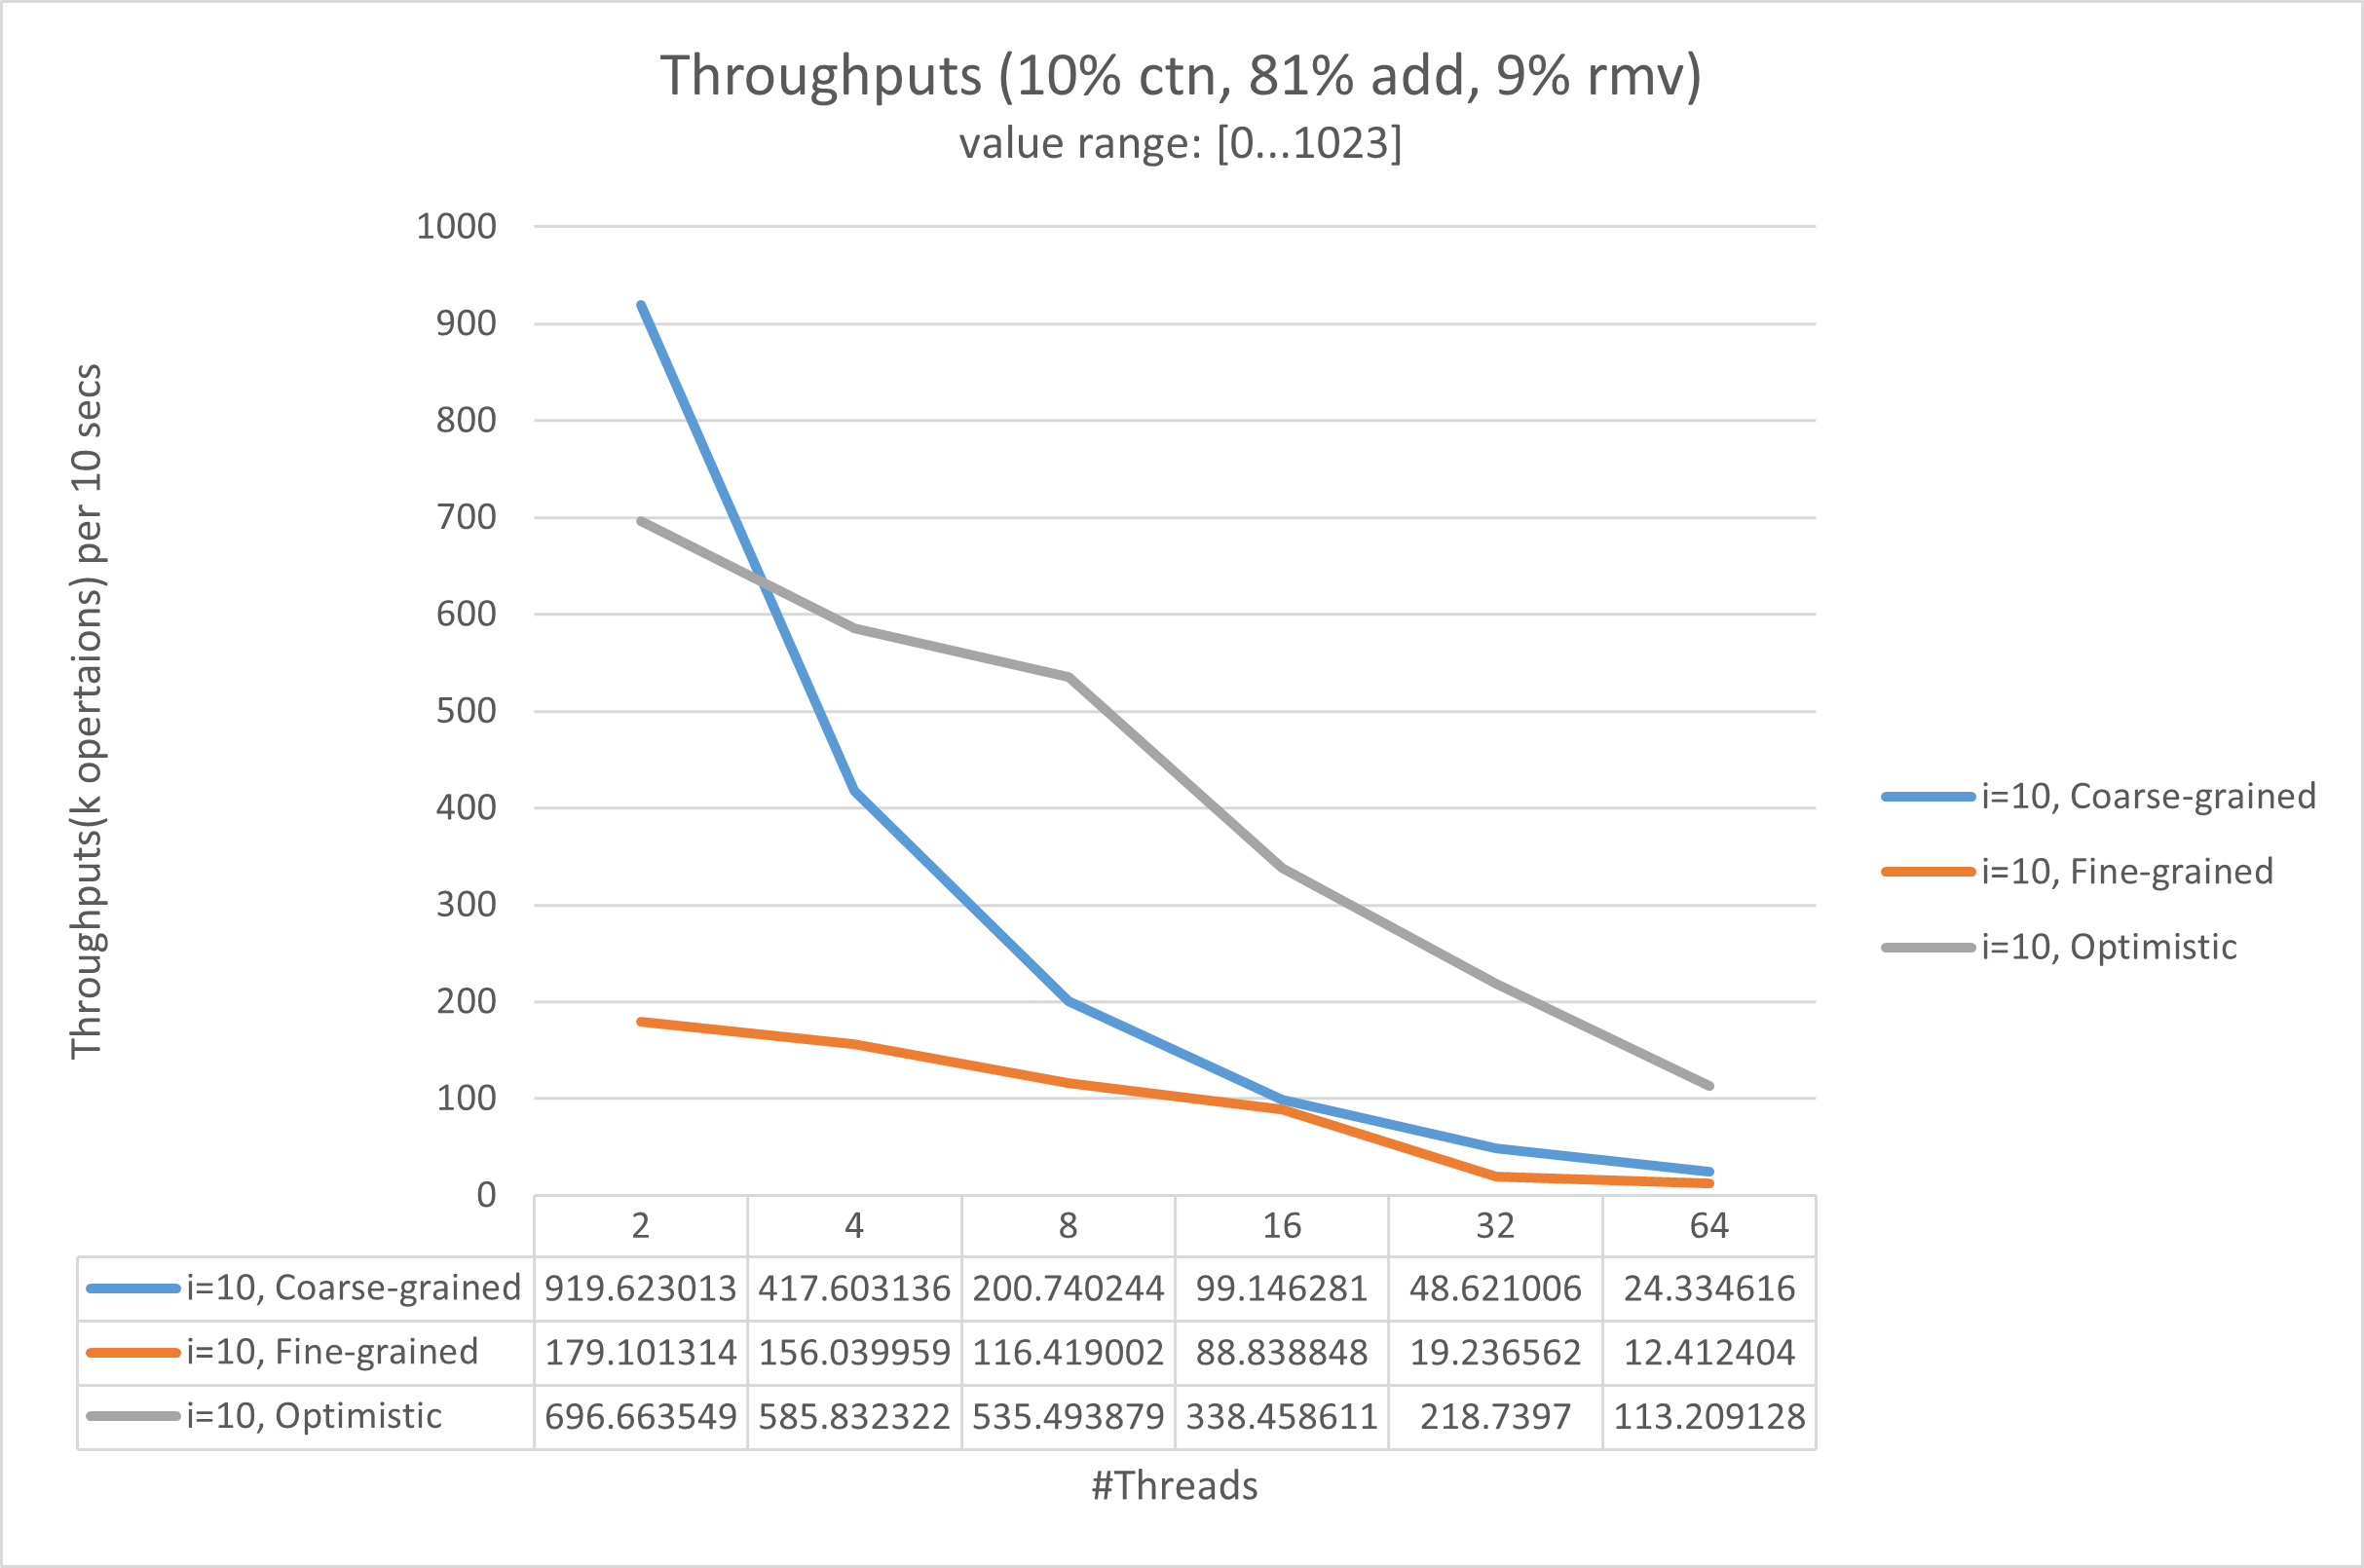 Throughputs (10% ctn, 81% add, 9% rmv)
value range: [0...1023]
Throughputs(k opertaions) per 10 secs
1000
900
800
700
600
500
400
300
200
100
0
i=10, Coarse-grained
i=10, Fine-grained
i=10, Optimistic
2 4 8 16 32 64
i=10, Coarse-grained 919.623013 417.603136 200.740244 99.146281 48.621006 24.334616
i=10, Fine-grained 179.101314 156.039959 116.419002 88.838848 19.236562 12.412404
i=10, Optimistic 696.663549 585.832322 535.493879 338.458611 218.7397 113.209128
#Threads